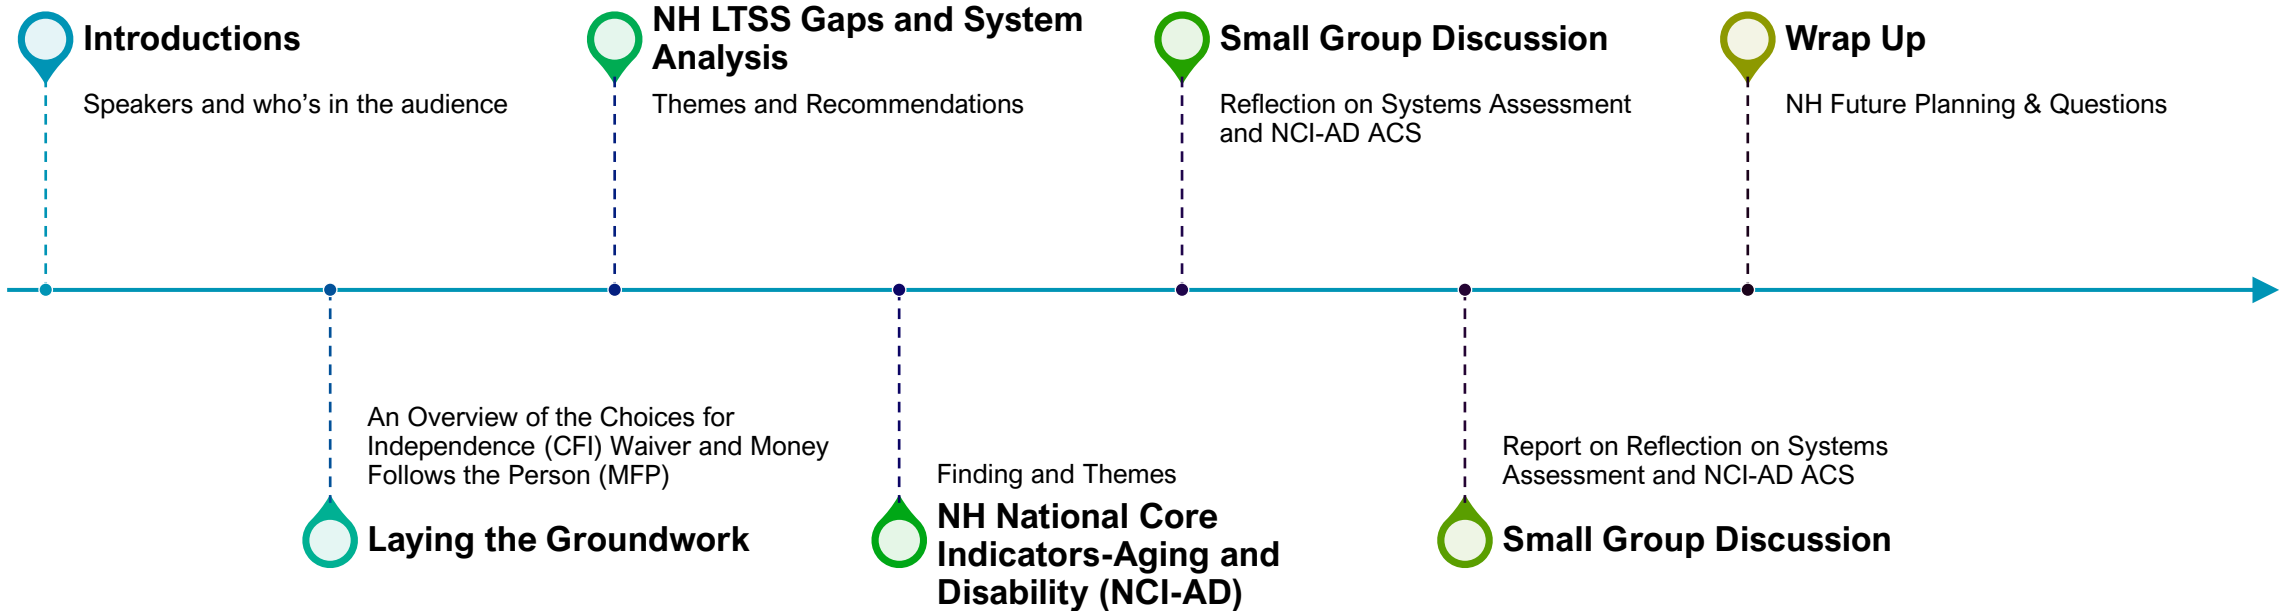 Introductions
Speakers and who's in the audience
An Overview of the Choices for
Independence (CFI) Waiver and Money
Follows the Person (MFP)
Laying the Groundwork
NH LTSS Gaps and System
Analysis
Themes and Recommendations
Finding and Themes
NH National Core
Indicators-Aging and
Disability (NCI-AD)
Small Group Discussion
Reflection on Systems Assessment
and NCI-AD ACS
Report on Reflection on Systems
Assessment and NCI-AD ACS
Small Group Discussion
Wrap Up
NH Future Planning & Questions